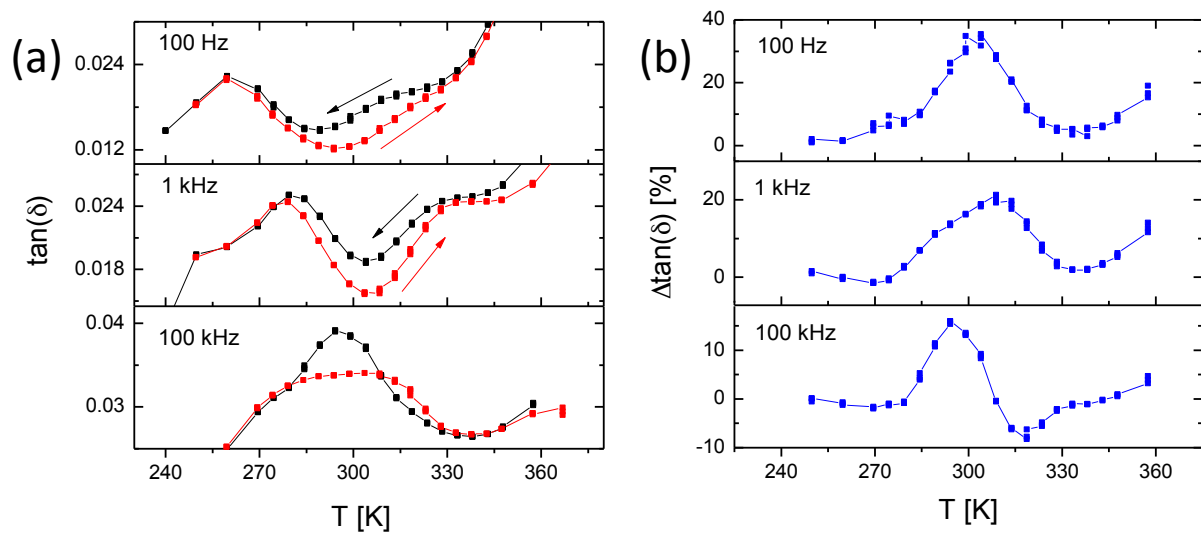 (a)
100 Hz
0.024
0.012
1 kHz
0.024
0.018
tan(δ)
100 kHz
0.04
0.03
240 270 300 330 360
T [K]
(b)
100 Hz
40
20
0
1 kHz
20
0
Δtan(δ) [%]
100 kHz
10
0
-10
240 270 300 330 360
T [K]